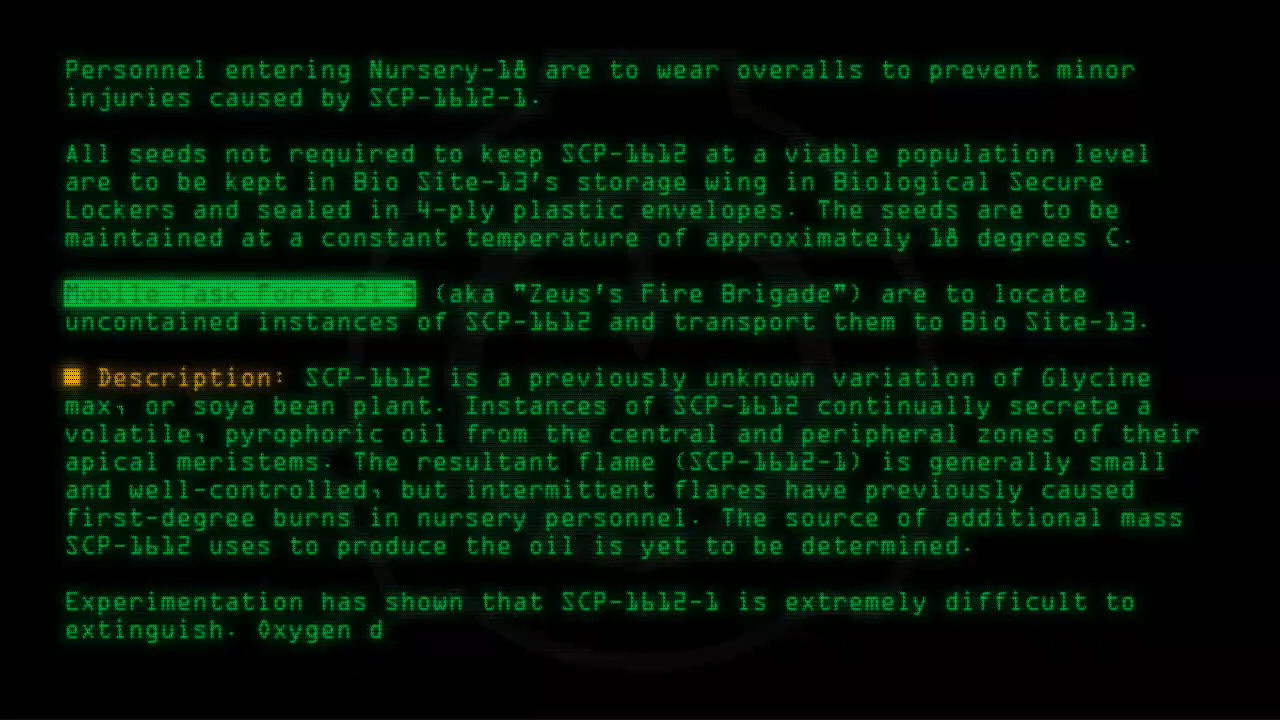 Personnel entering Nursery-18 are to wear overalls to prevent minor
injuries caused by SCP-1612-1.
All seeds not required to keep SCP-1612 at a viable population level
are to be kept in Bio Site-13's storage wing in Biological Secure
Lockers and sealed in 4-ply plastic envelopes. The seeds are to be
maintained at a constant temperature of approximately 18 degrees C.
Mobile Task Force Pi-3 (aka "Zeus's Fire Brigade") are to locate
uncontained instances of SCP-1612 and transport them to Bio Site-13.
Description: SCP-1612 is a previously unknown variation of Glycine
max, or soya bean plant. Instances of SCP-1612 continually secrete a
volatile, pyrophoric oil from the central and peripheral zones of their
apical meristems. The resultant flame (SCP-1612-1) is generally small
and well-controlled, but intermittent flares have previously caused
first-degree burns in nursery personnel. The source of additional mass
SCP-1612 uses to produce the oil is yet to be determined.
Experimentation has shown that SCP-1612-1 is extremely difficult to
extinguish. Oxygen d